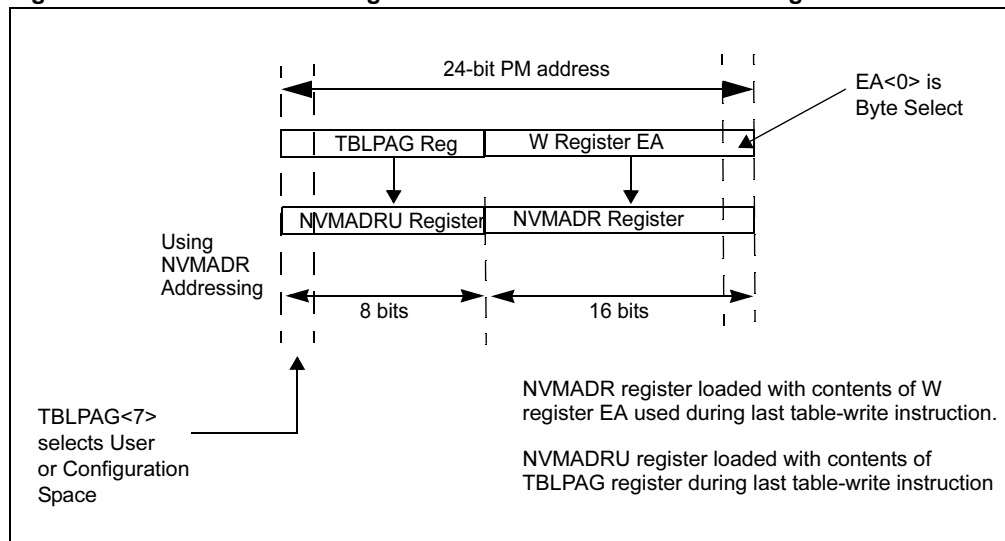 24-bit PM address
EA<0> is
Byte Select
TBLPAG Reg
W Register EA
NVMADRU Register
NVMADR Register
Using
NVMADR
Addressing
8 bits
16 bits
TBLPAG<7>
selects User
or Configuration
Space
NVMADR register loaded with contents of W
register EA used during last table-write instruction.
NVMADRU register loaded with contents of
TBLPAG register during last table-write instruction